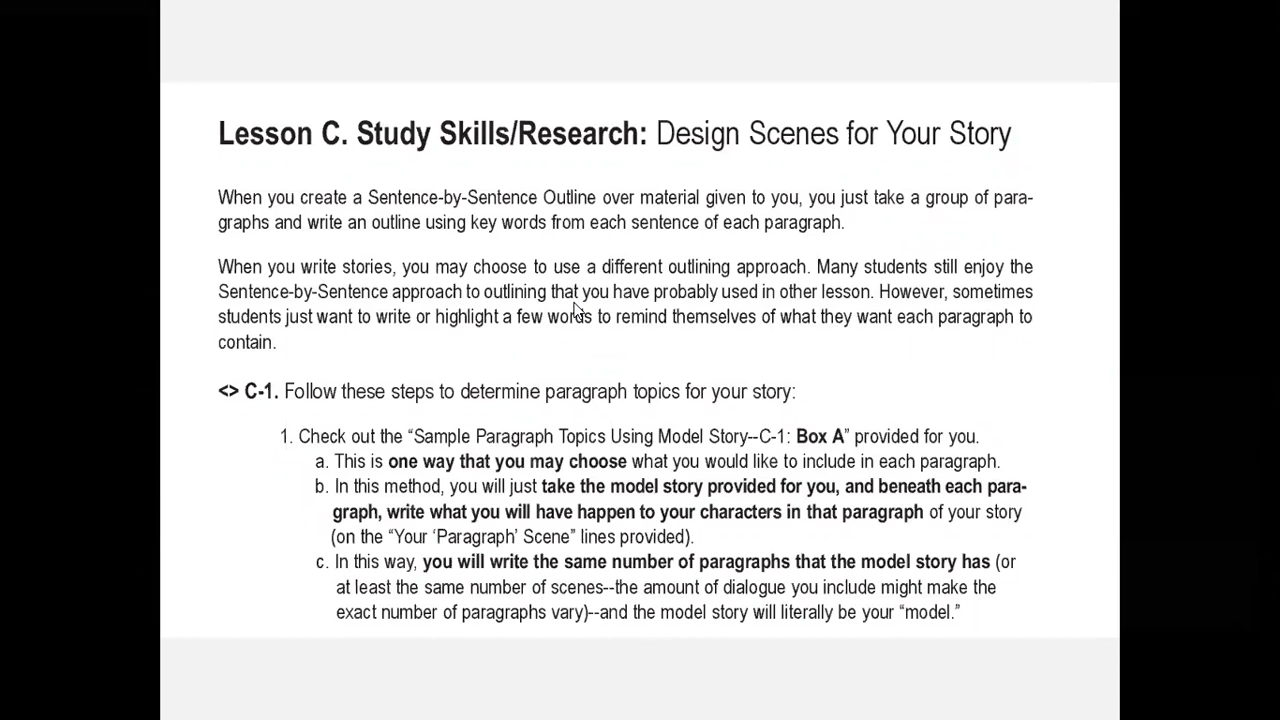 Lesson C. Study Skills/Research: Design Scenes for Your Story
When you create a Sentence-by-Sentence Outline over material given to you, you just take a group of para-
graphs and write an outline using key words from each sentence of each paragraph.
When you write stories, you may choose to use a different outlining approach. Many students still enjoy the
Sentence-by-Sentence approach to outlining that you have probably used in other lesson. However, sometimes
students just want to write or highlight a few words to remind themselves of what they want each paragraph to
contain.
<> C-1. Follow these steps to determine paragraph topics for your story:
1. Check out the “Sample Paragraph Topics Using Model Story--C-1: Box A” provided for you.
a. This is one way that you may choose what you would like to include in each paragraph.
b. In this method, you will just take the model story provided for you, and beneath each para-
graph, write what you will have happen to your characters in that paragraph of your story
(on the “Your ‘Paragraph’ Scene” lines provided).
c. In this way, you will write the same number of paragraphs that the model story has (or
at least the same number of scenes--the amount of dialogue you include might make the
exact number of paragraphs vary)--and the model story will literally be your “model.”